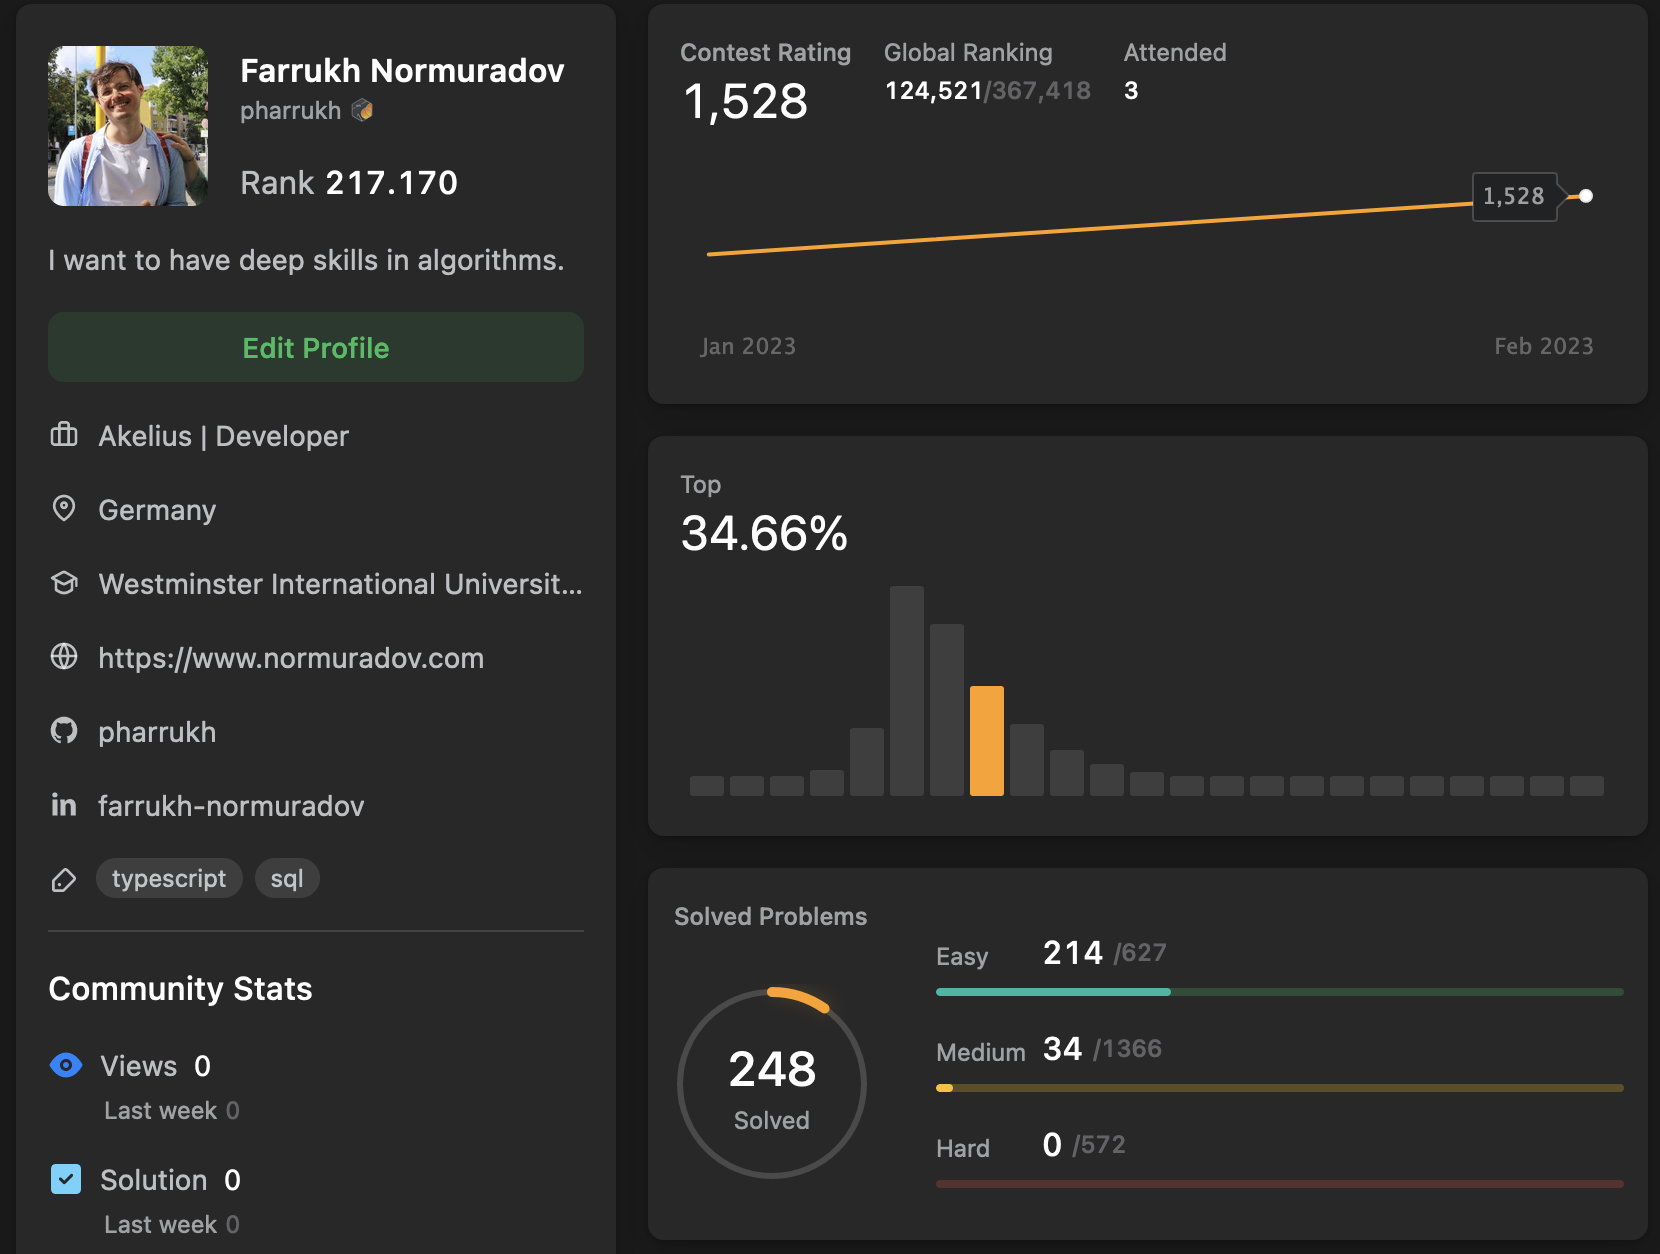 Farrukh Normuradov
pharrukh
Rank 217.170
I want to have deep skills in algorithms.
Edit Profile
Akelius | Developer
Germany
Westminster International Universit...
https://www.normuradov.com
pharrukh
farrukh-normuradov
typescript sql
Community Stats
Views 0
Last week 0
Solution 0
Last week 0
Contest Rating Global Ranking Attended
1,528 124,521/367,418 3
1,528
Jan 2023 Feb 2023
Top
34.66%
Solved Problems
248
Solved
Easy 214 /627
Medium 34 /1366
Hard 0 /572